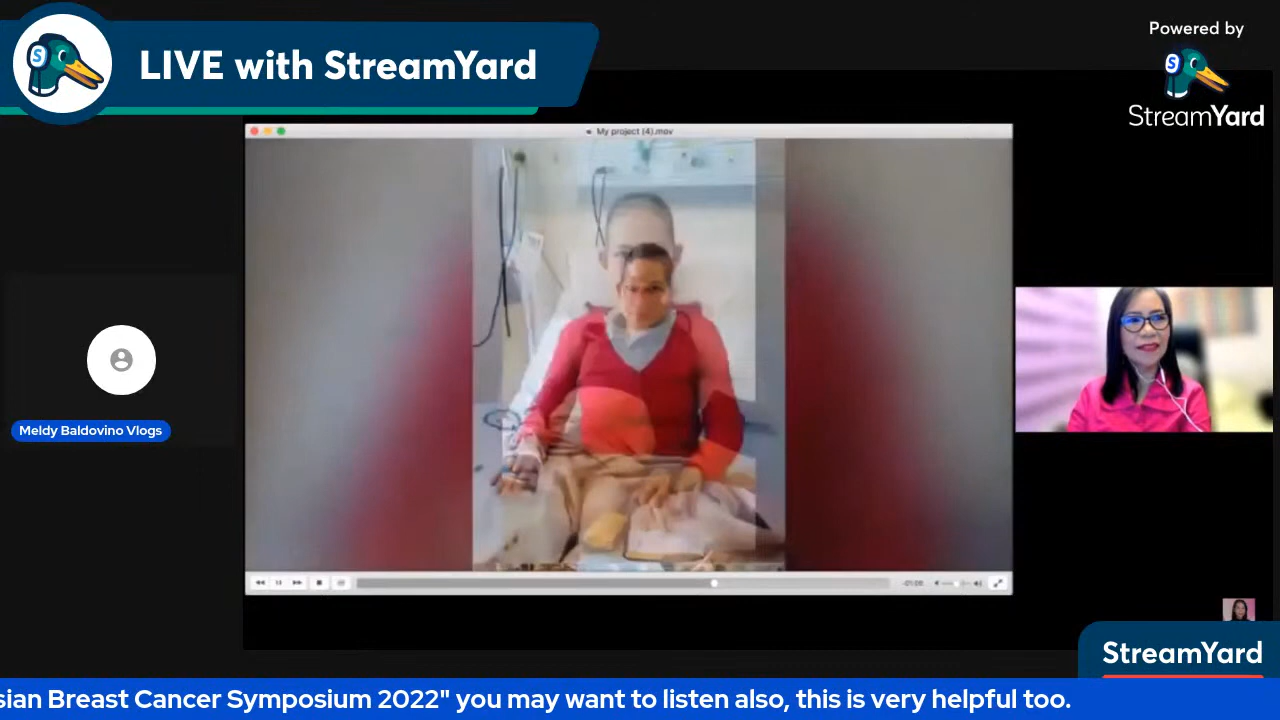 LIVE with StreamYard
Powered by
StreamYard
My project (4).mov
Meldy Baldovino Vlogs
StreamYard
sian Breast Cancer Symposium 2022" you may want to listen also, this is very helpful too.